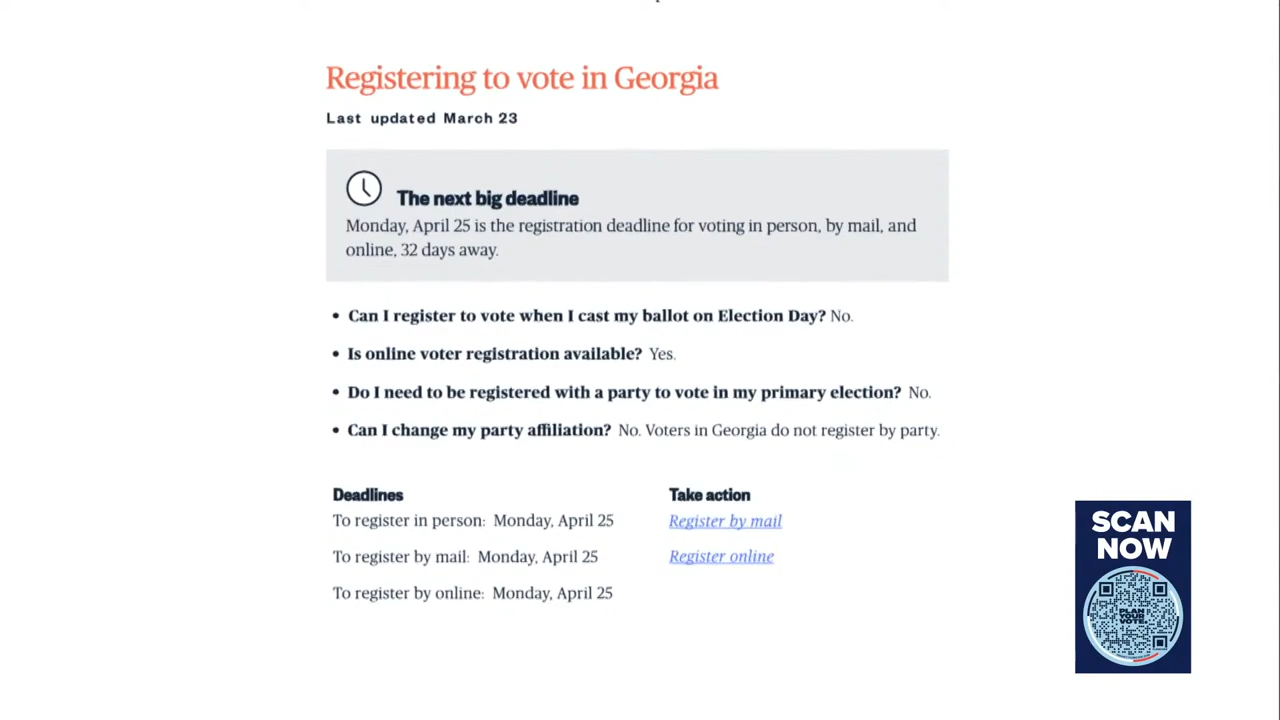 Registering to vote in Georgia
Last updated March 23
The next big deadline
Monday, April 25 is the registration deadline for voting in person, by mail, and
online, 32 days away.
• Can I register to vote when I cast my ballot on Election Day? No.
• Is online voter registration available? Yes.
• Do I need to be registered with a party to vote in my primary election? No.
• Can I change my party affiliation? No. Voters in Georgia do not register by party.
Deadlines
To register in person: Monday, April 25
To register by mail: Monday, April 25
To register by online: Monday, April 25
Take action
Register by mail
Register online
SCAN
NOW
PLAN
YOUR
VOTE.